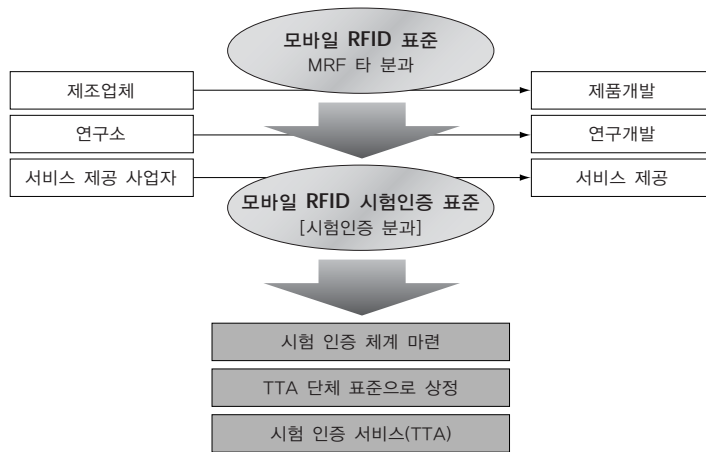 모바일 RFID 표준
MRF 타 분과
제조업체
제품개발
연구소
연구개발
서비스 제공 사업자
서비스 제공
모바일 RFID 시험인증 표준
[시험인증 분과]
시험 인증 체계 마련
TTA 단체 표준으로 상정
시험 인증 서비스(TTA)